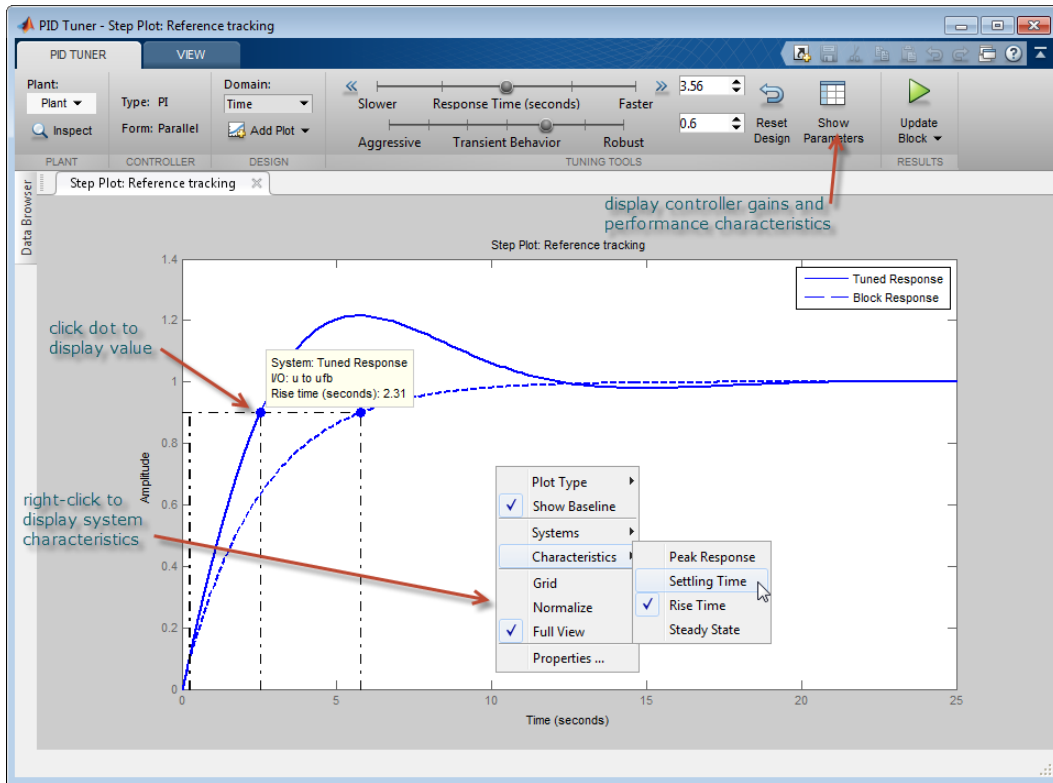 PID Tuner - Step Plot: Reference tracking
PID TUNER
VIEW
Plant:
Plant
Inspect
PLANT
Type: PI
Form: Parallel
CONTROLLER
Domain:
Time
Add Plot
DESIGN
Slower Response Time (seconds) Faster
3.56
Aggressive Transient Behavior Robust
0.6
Reset
Design
Show
Parameters
TUNING TOOLS
Update
Block
RESULTS
Data Browser
Step Plot: Reference tracking
display controller gains and
performance characteristics
Step Plot: Reference tracking
Tuned Response
Block Response
click dot to
display value
System: Tuned Response
I/O: u to ufb
Rise time (seconds): 2.31
right-click to
display system
characteristics
Plot Type
Show Baseline
Systems
Characteristics
Grid
Normalize
Full View
Properties ...
Peak Response
Settling Time
Rise Time
Steady State
Amplitude
1.4
1.2
1
0.8
0.6
0.4
0.2
0
0 5 10 15 20 25
Time (seconds)